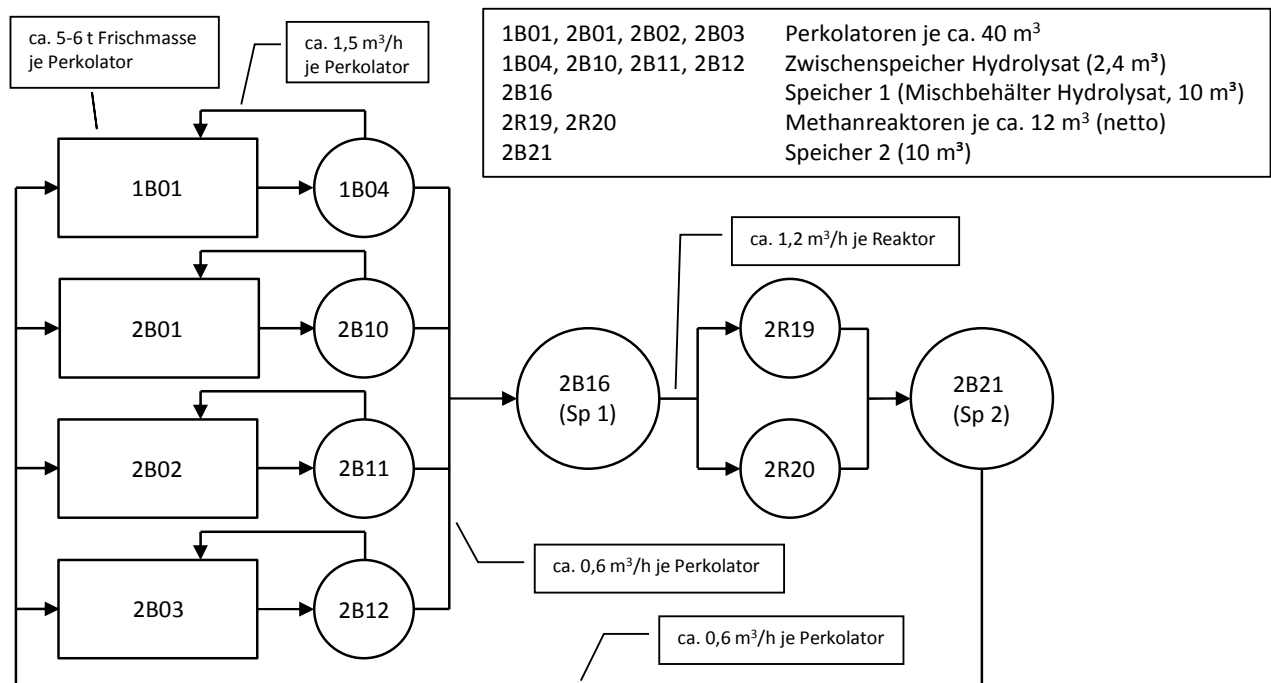 ca. 5-6 t Frischmasse
je Perkolator
ca. 1,5 m³/h
je Perkolator
1B01, 2B01, 2B02, 2B03 Perkolatoren je ca. 40 m³
1B04, 2B10, 2B11, 2B12 Zwischenspeicher Hydrolysat (2,4 m³)
2B16 Speicher 1 (Mischbehälter Hydrolysat, 10 m³)
2R19, 2R20 Methanreaktoren je ca. 12 m³ (netto)
2B21 Speicher 2 (10 m³)
1B01
1B04
ca. 1,2 m³/h je Reaktor
2B01
2B10
2R19
2B16
(Sp 1)
2B21
(Sp 2)
2B02
2B11
2R20
ca. 0,6 m³/h je Perkolator
2B03
2B12
ca. 0,6 m³/h je Perkolator